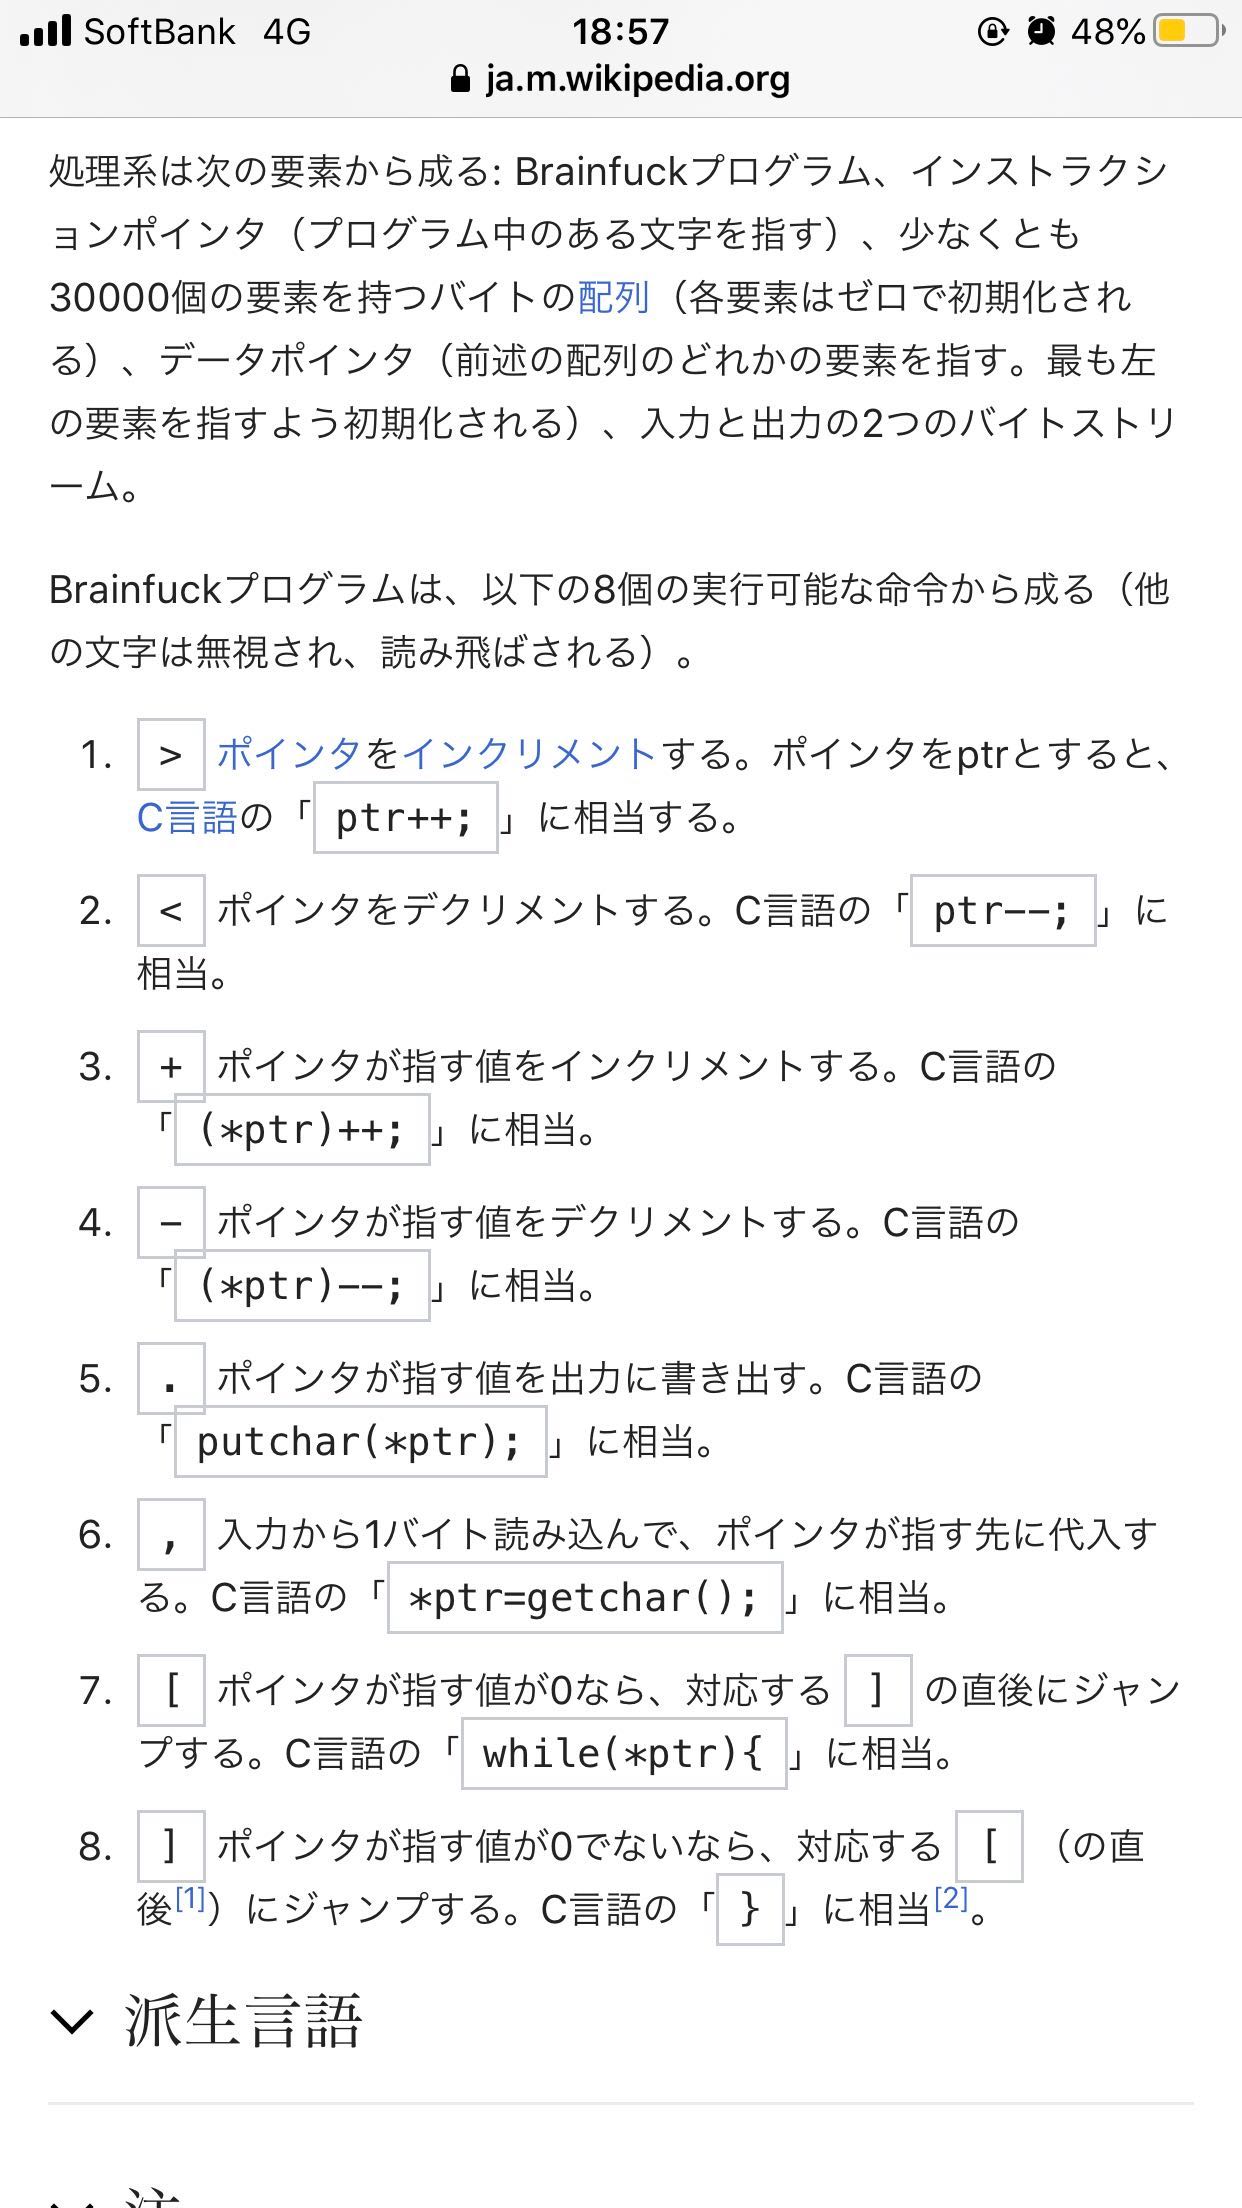 SoftBank 4G 18:57 48%
ja.m.wikipedia.org
処理系は次の要素から成る: Brainfuckプログラム、インストラクシ
ョンポインタ（プログラム中のある文字を指す）、少なくとも
30000個の要素を持つバイトの配列（各要素はゼロで初期化され
る）、データポインタ（前述の配列のどれかの要素を指す。最も左
の要素を指すよう初期化される）、入力と出力の2つのバイトストリ
ーム。
Brainfuckプログラムは、以下の8個の実行可能な命令から成る（他
の文字は無視され、読み飛ばされる）。
1. > ポインタをインクリメントする。ポインタをptrとすると、
C言語の「ptr++;」に相当する。
2. < ポインタをデクリメントする。C言語の「ptr--;」に
相当。
3. + ポインタが指す値をインクリメントする。C言語の
「(*ptr)++;」に相当。
4. - ポインタが指す値をデクリメントする。C言語の
「(*ptr)--;」に相当。
5. . ポインタが指す値を出力に書き出す。C言語の
「putchar(*ptr);」に相当。
6. , 入力から1バイト読み込んで、ポインタが指す先に代入す
る。C言語の「*ptr=getchar();」に相当。
7. [ ポインタが指す値が0なら、対応する ] の直後にジャン
プする。C言語の「while(*ptr){」に相当。
8. ] ポインタが指す値が0でないなら、対応する [ （の直
後[1]）にジャンプする。C言語の「}」に相当[2]。
派生言語